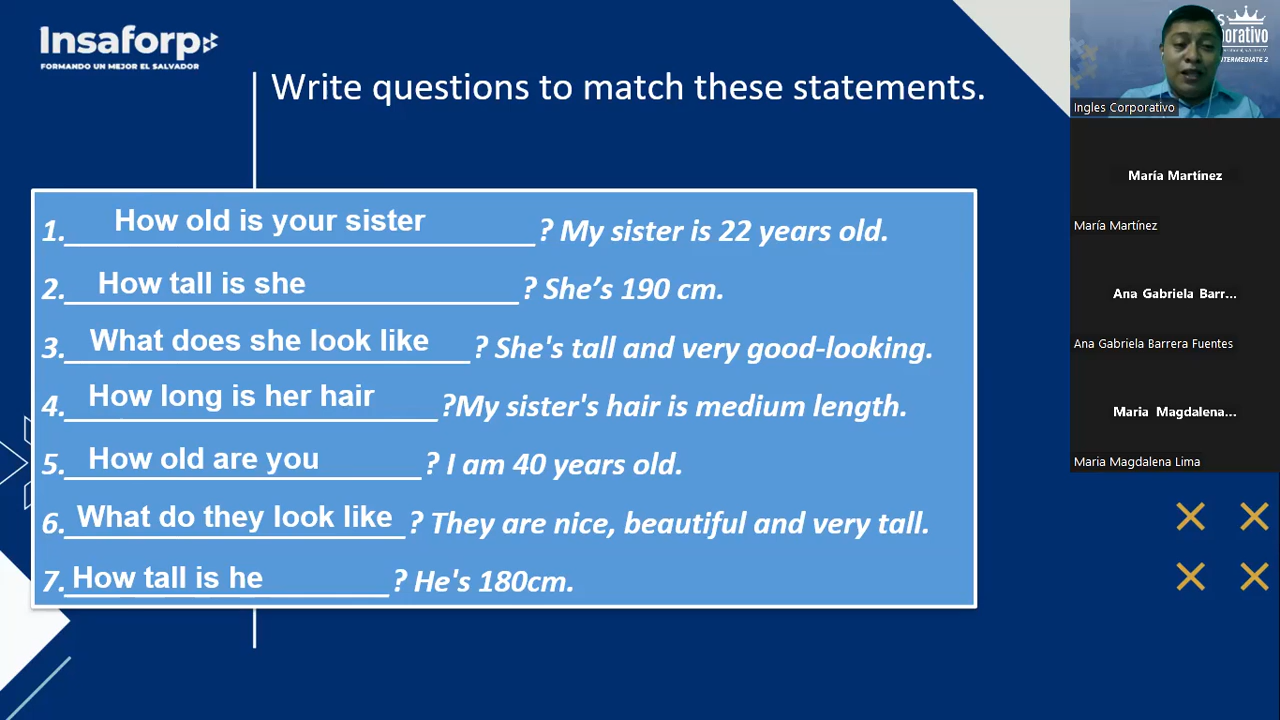 Insaforp
FORMANDO UN MEJOR EL SALVADOR
Write questions to match these statements.
1. How old is your sister ? My sister is 22 years old.
2. How tall is she ? She’s 190 cm.
3. What does she look like ? She's tall and very good-looking.
4. How long is her hair ?My sister's hair is medium length.
5. How old are you ? I am 40 years old.
6. What do they look like ? They are nice, beautiful and very tall.
7. How tall is he ? He's 180cm.
Ingles Corporativo
María Martínez
María Martínez
Ana Gabriela Barr...
Ana Gabriela Barrera Fuentes
Maria Magdalena...
Maria Magdalena Lima